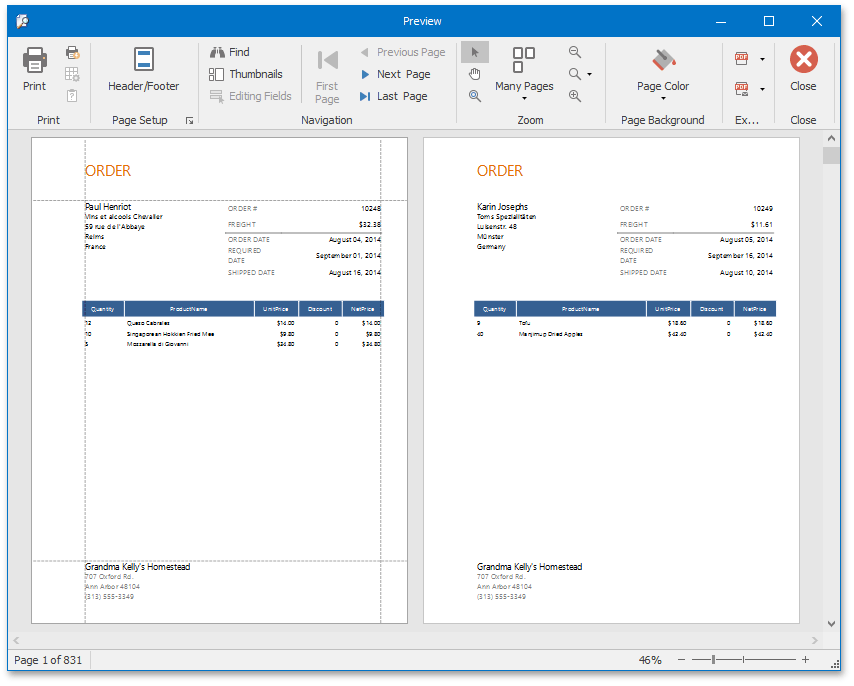 Preview
Print
Header/Footer
Find
Thumbnails
Editing Fields
First Page
Previous Page
Next Page
Last Page
Many Pages
Page Color
Close
Print
Page Setup
Navigation
Zoom
Page Background
Ex...
Close
ORDER
Paul Henriot
Vins et alcools Chevalier
59 rue de l'Abbaye
Reims
France
ORDER # 10248
FREIGHT $32.38
ORDER DATE August 04, 2014
REQUIRED DATE September 01, 2014
SHIPPED DATE August 16, 2014
Quantity ProductName UnitPrice Discount NetPrice
12 Queso Cabrales $14.00 0 $14.00
10 Singaporean Hokkien Fried Mee $9.80 0 $9.80
5 Mozzarella di Giovanni $34.80 0 $34.80
Grandma Kelly's Homestead
707 Oxford Rd.
Ann Arbor 48104
(313) 555-3349
ORDER
Karin Josephs
Toms Spezialitäten
Luisenstr. 48
Münster
Germany
ORDER # 10249
FREIGHT $11.61
ORDER DATE August 05, 2014
REQUIRED DATE September 16, 2014
SHIPPED DATE August 10, 2014
Quantity ProductName UnitPrice Discount NetPrice
9 Tofu $18.60 0 $18.60
40 Manjimup Dried Apples $42.40 0 $42.40
Grandma Kelly's Homestead
707 Oxford Rd.
Ann Arbor 48104
(313) 555-3349
Page 1 of 831
46%